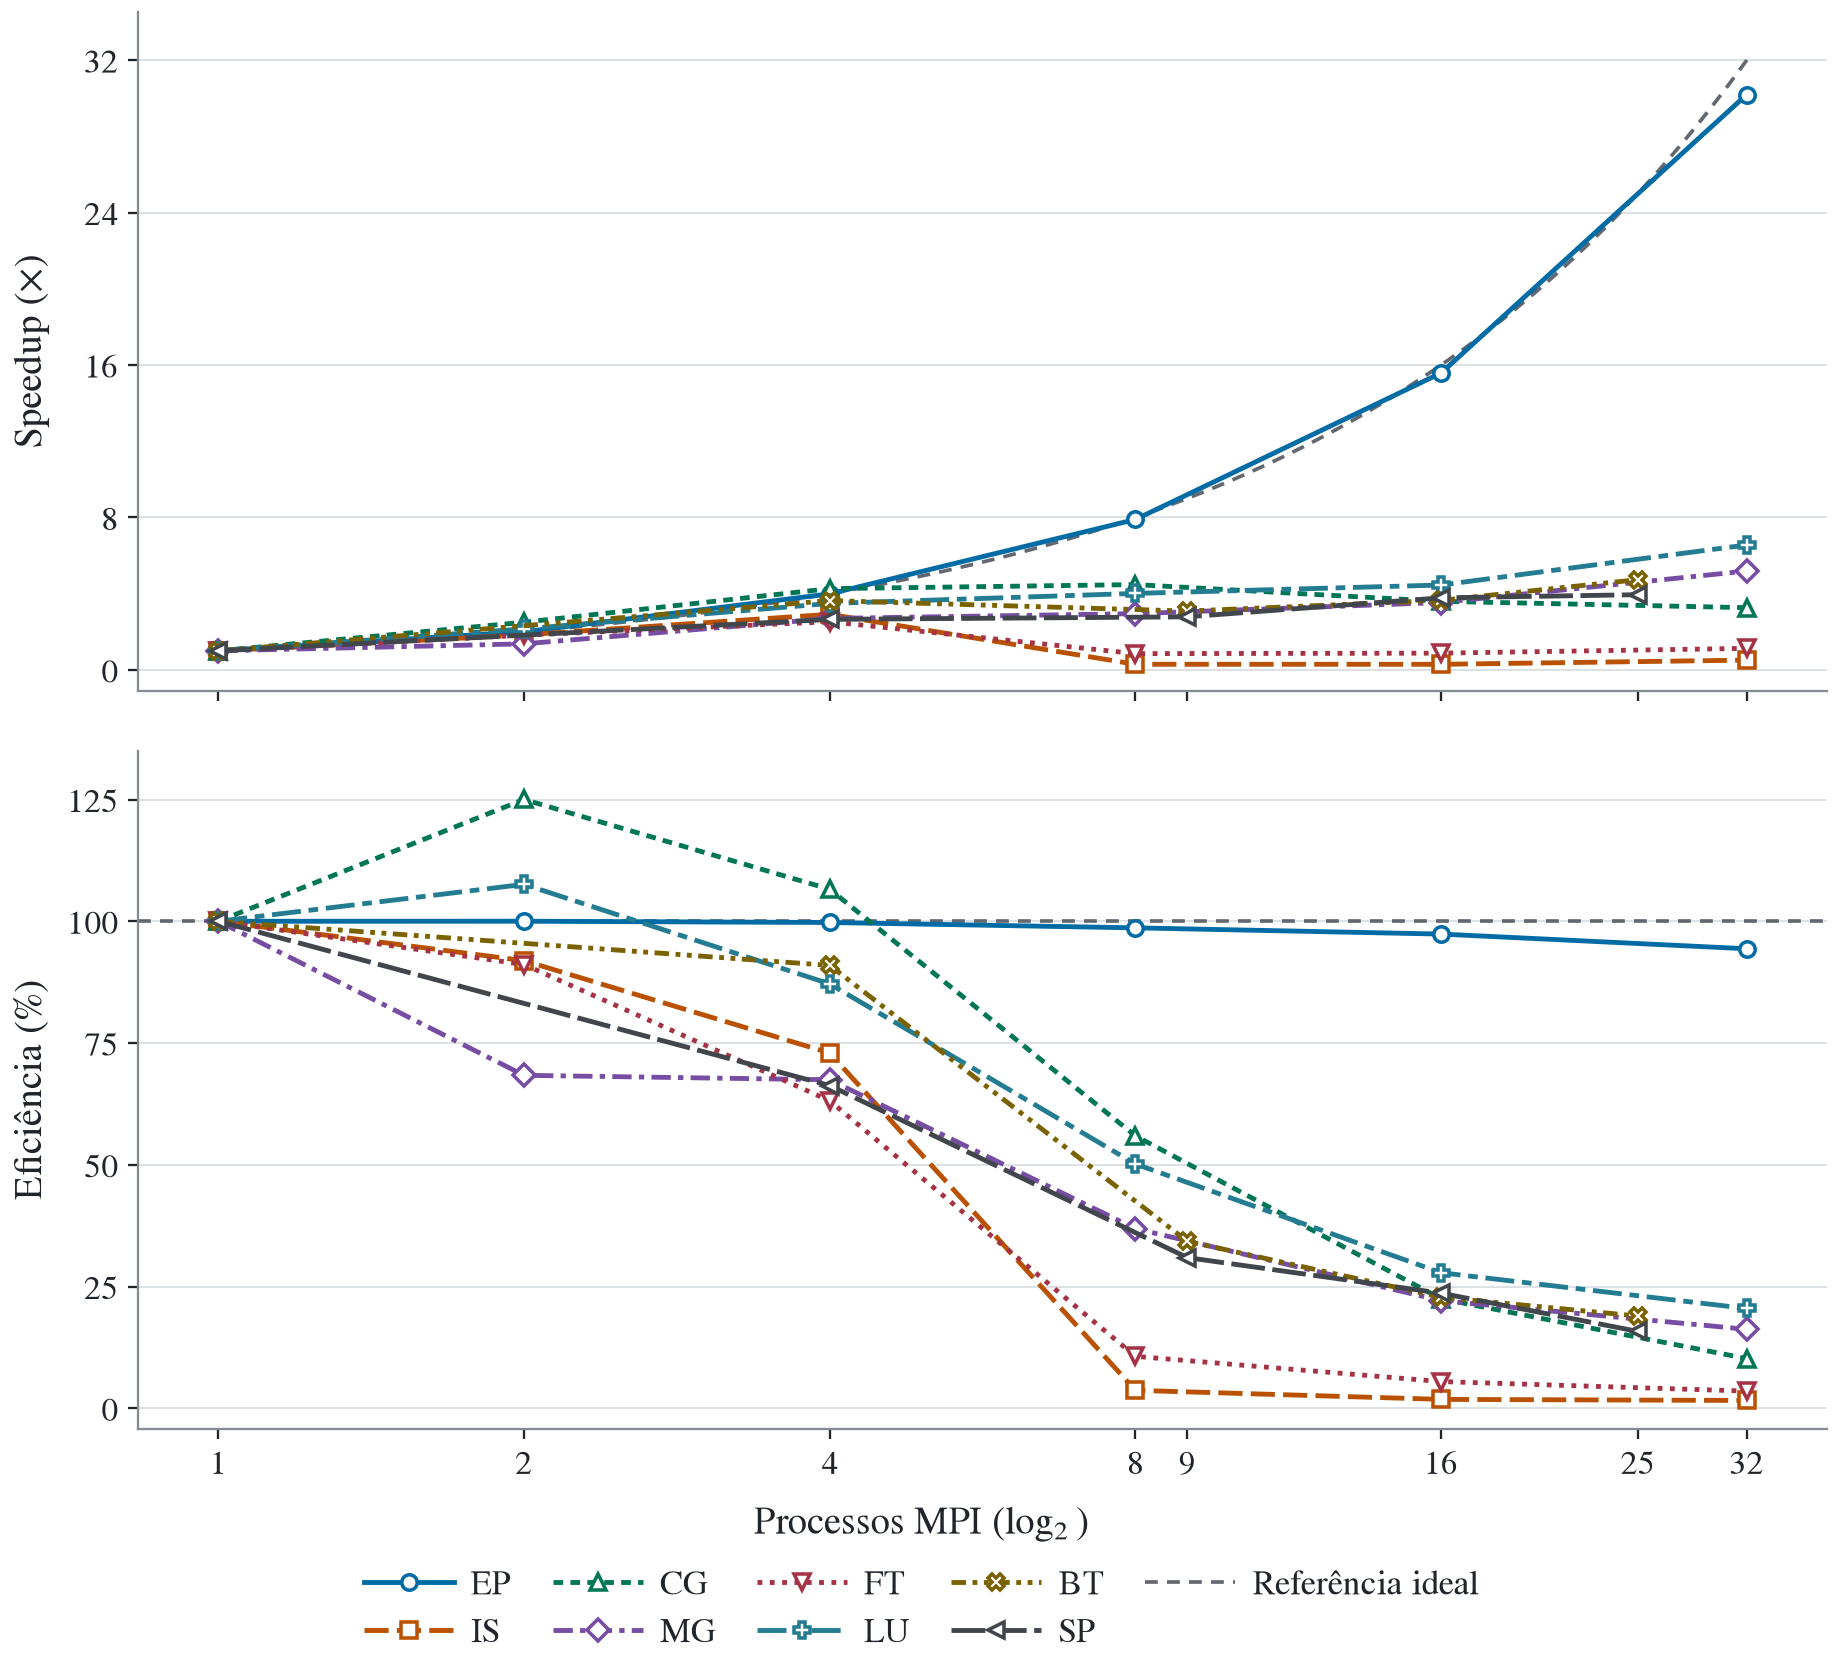 Speedup (×)
32
24
16
8
0
Eficiência (%)
125
100
75
50
25
0
1 2 4 8 9 16 25 32
Processos MPI (log₂ )
EP CG FT BT Referência ideal
IS MG LU SP